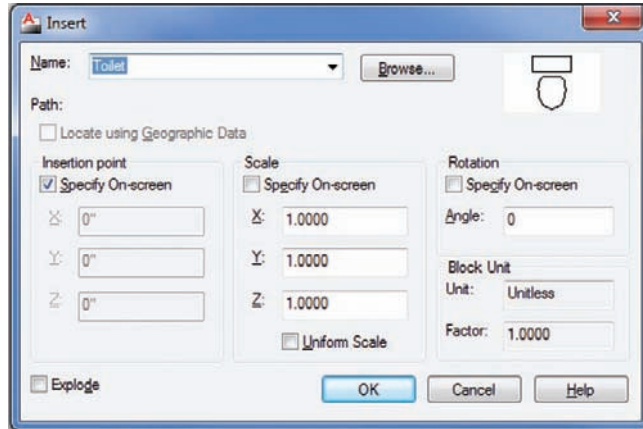 Insert
Name: Toilet Browse...
Path:
Locate using Geographic Data
Insertion point
Specify On-screen
X: 0"
Y: 0"
Z: 0"
Scale
Specify On-screen
X: 1.0000
Y: 1.0000
Z: 1.0000
Uniform Scale
Rotation
Specify On-screen
Angle: 0
Block Unit
Unit: Unitless
Factor: 1.0000
Explode OK Cancel Help